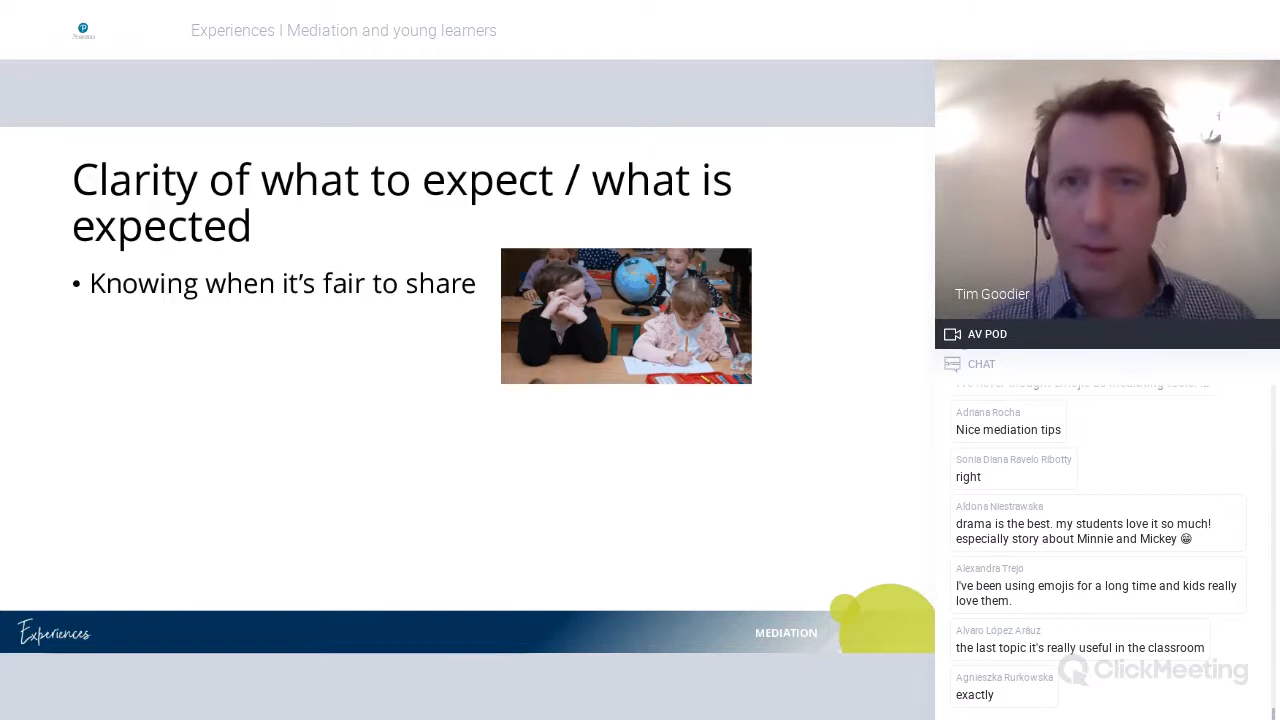 Experiences I Mediation and young learners
Clarity of what to expect / what is
expected
• Knowing when it's fair to share
Experiences
MEDIATION
Tim Goodier
AV POD
CHAT
Adriana Rocha
Nice mediation tips
Sonia Diana Ravelo Ribotty
right
Aldona Niestrawska
drama is the best. my students love it so much!
especially story about Minnie and Mickey 😁
Alexandra Trejo
I've been using emojis for a long time and kids really
love them.
Alvaro López Aráuz
the last topic it's really useful in the classroom
Agnieszka Rurkowska
exactly
ClickMeeting